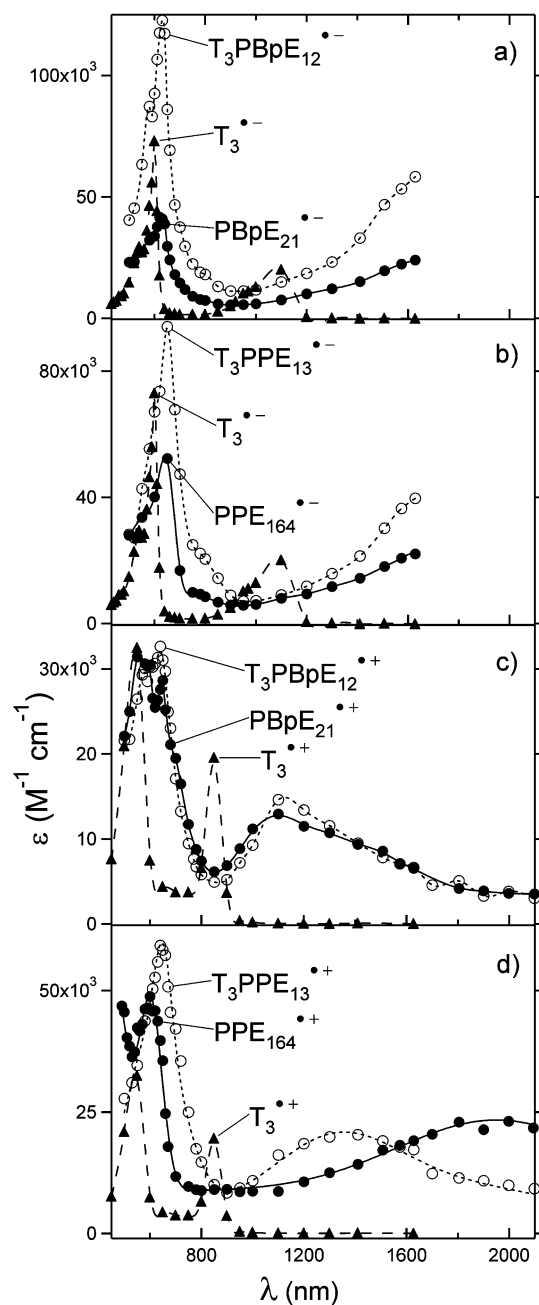 a)
100x10³
50
0
T₃PBpE₁₂•−
T₃•−
PBpE₂₁•−
b)
80x10³
40
0
T₃PPE₁₃•−
T₃•−
PPE₁₆₄•−
c)
30x10³
20
10
0
T₃PBpE₁₂•+
PBpE₂₁•+
T₃•+
ε (M⁻¹ cm⁻¹)
d)
50x10³
25
0
T₃PPE₁₃•+
PPE₁₆₄•+
T₃•+
800 1200 1600 2000
λ (nm)